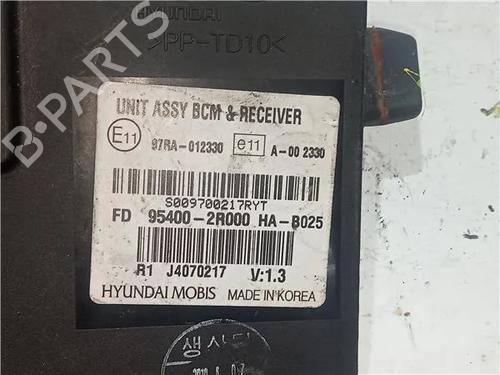 HYUNDAI
>PP-TD10<
B-PARTS
UNIT ASSY BCM & RECEIVER
E11 97RA-012330 e11 A-00 2330
S009700217RYT
FD 95400-2R000 HA-B025
R1 J4070217 V:1.3
HYUNDAI MOBIS MADE IN KOREA